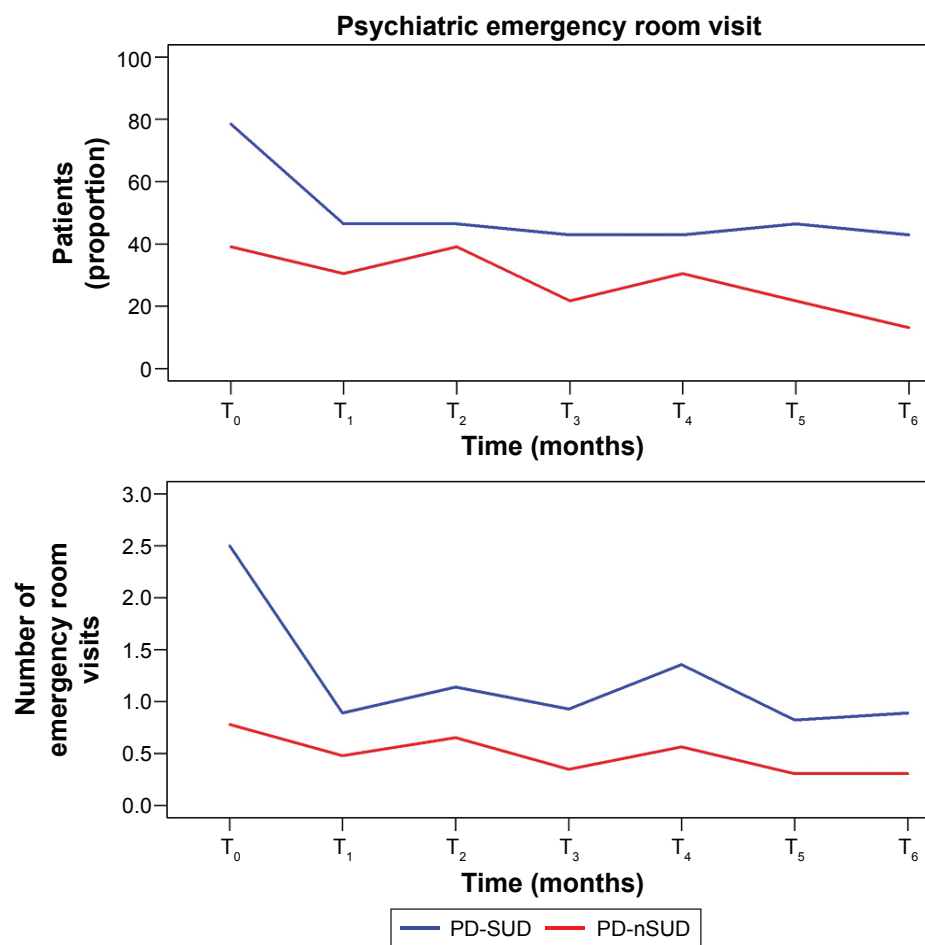 Psychiatric emergency room visit
Patients
(proportion)
100
80
60
40
20
0
T₀ T₁ T₂ T₃ T₄ T₅ T₆
Time (months)
Number of
emergency room
visits
3.0
2.5
2.0
1.5
1.0
0.5
0.0
T₀ T₁ T₂ T₃ T₄ T₅ T₆
Time (months)
PD-SUD PD-nSUD